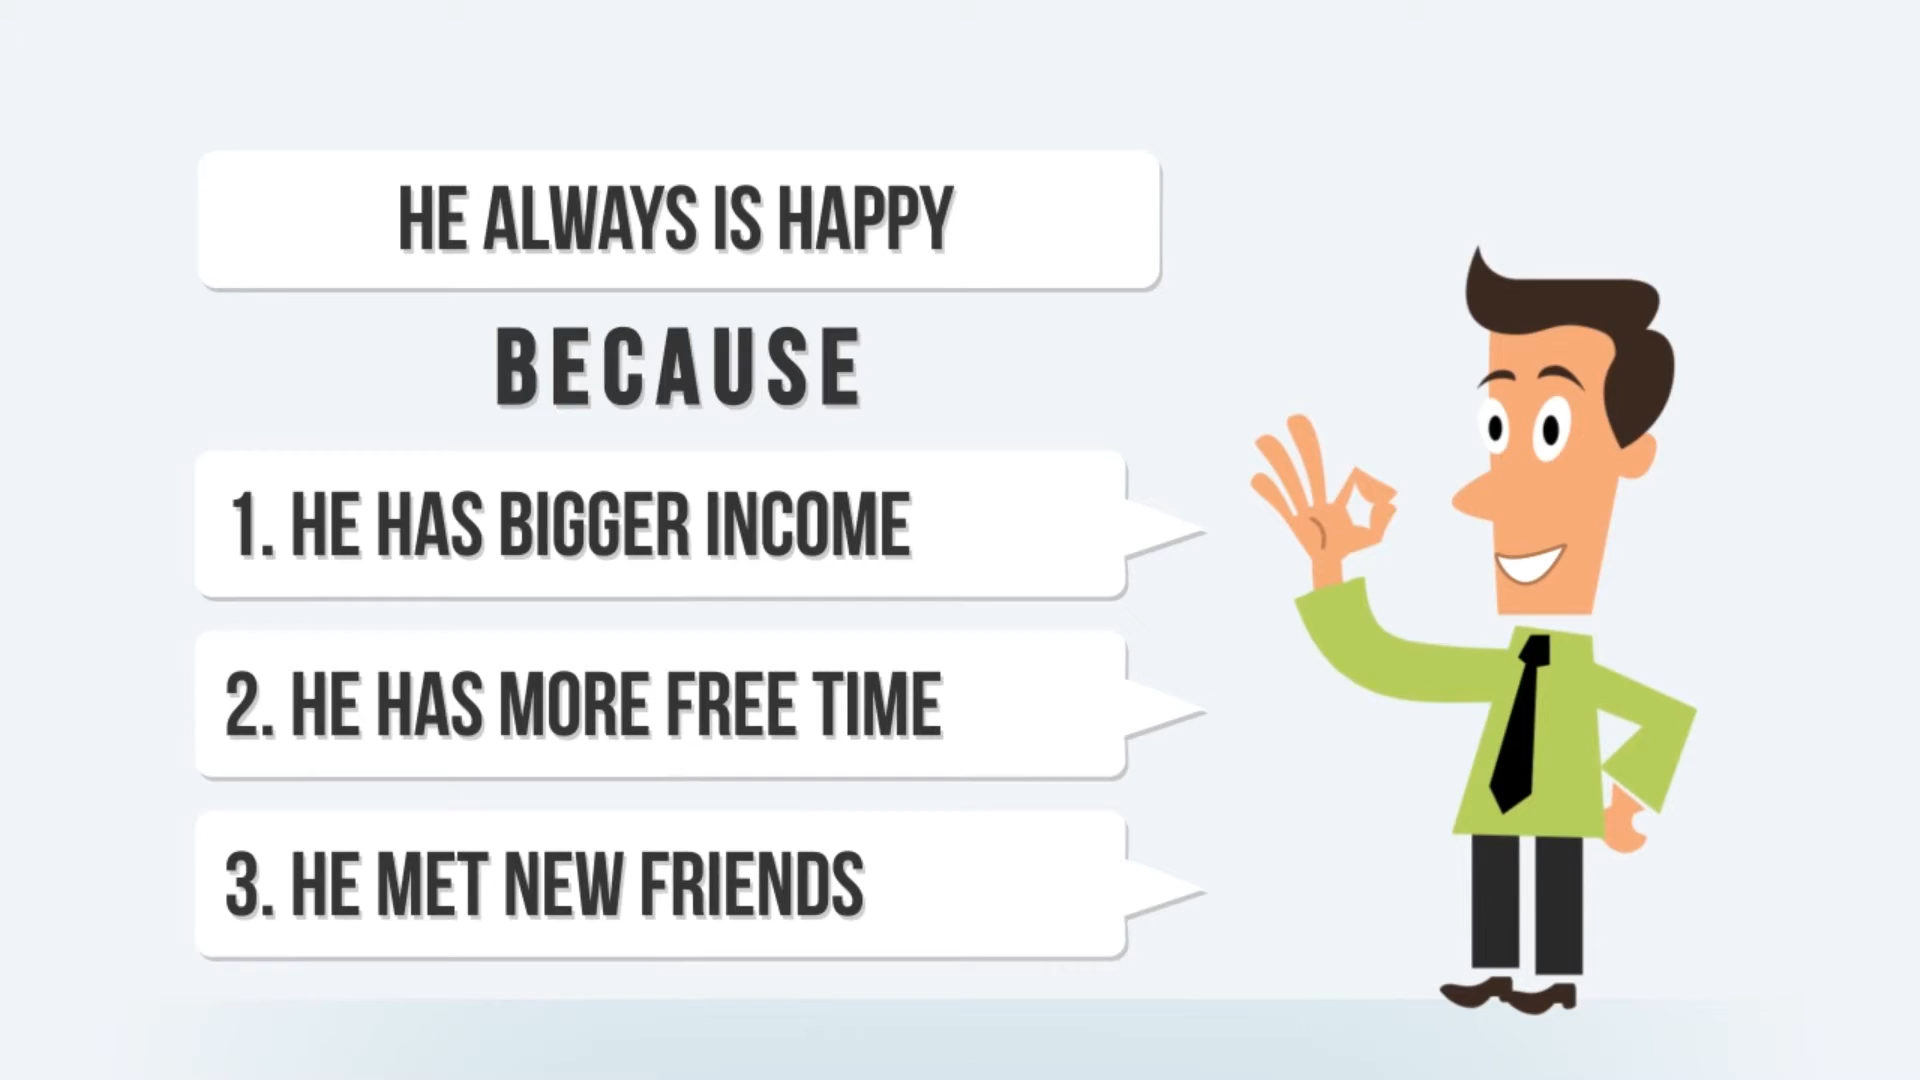 HE ALWAYS IS HAPPY
BECAUSE
1. HE HAS BIGGER INCOME
2. HE HAS MORE FREE TIME
3. HE MET NEW FRIENDS